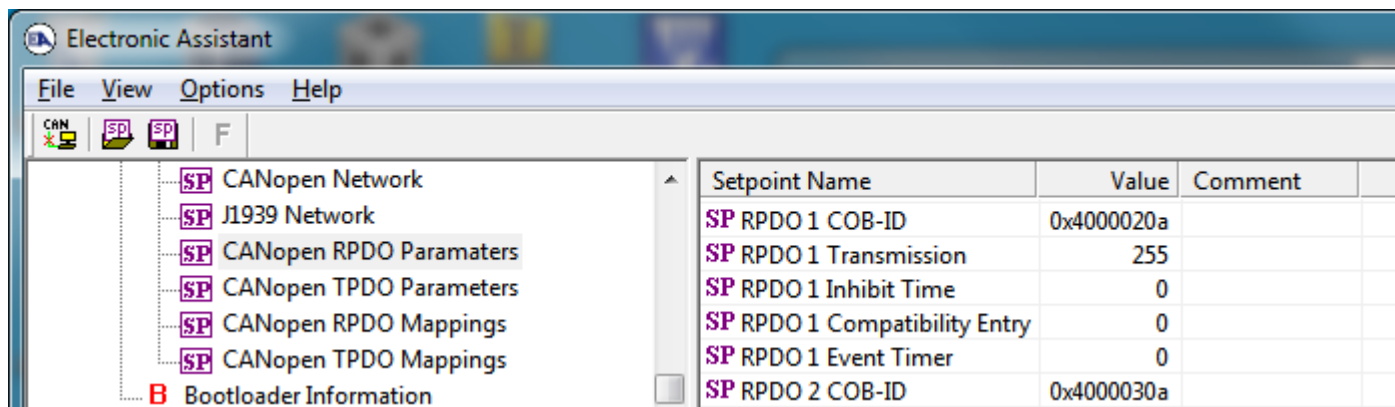 EA Electronic Assistant
File View Options Help
CAN SP SP F
SP CANopen Network
SP J1939 Network
SP CANopen RPDO Paramaters
SP CANopen TPDO Parameters
SP CANopen RPDO Mappings
SP CANopen TPDO Mappings
B Bootloader Information
Setpoint Name Value Comment
SP RPDO 1 COB-ID 0x4000020a
SP RPDO 1 Transmission 255
SP RPDO 1 Inhibit Time 0
SP RPDO 1 Compatibility Entry 0
SP RPDO 1 Event Timer 0
SP RPDO 2 COB-ID 0x4000030a